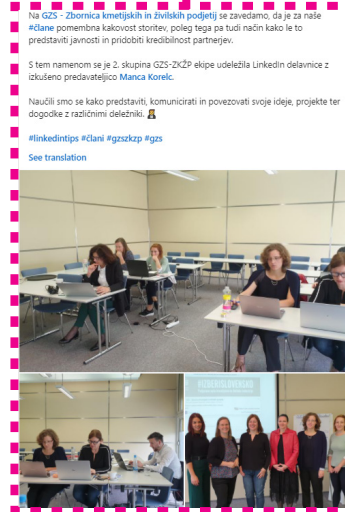 Na GZS - Zbornica kmetijskih in živilskih podjetij se zavedamo, da je za naše
#člane pomembna kakovost storitev, poleg tega pa tudi način kako le to
predstaviti javnosti in pridobiti kredibilnost partnerjev.
S tem namenom se je 2. skupina GZS-ZKŽP ekipe udeležila LinkedIn delavnice z
izkušeno predavateljico Manca Korelc.
Naučili smo se kako predstaviti, komunicirati in povezovati svoje ideje, projekte ter
dogodke z različnimi deležniki.
#linkedintips #člani #gzszkzp #gzs
See translation